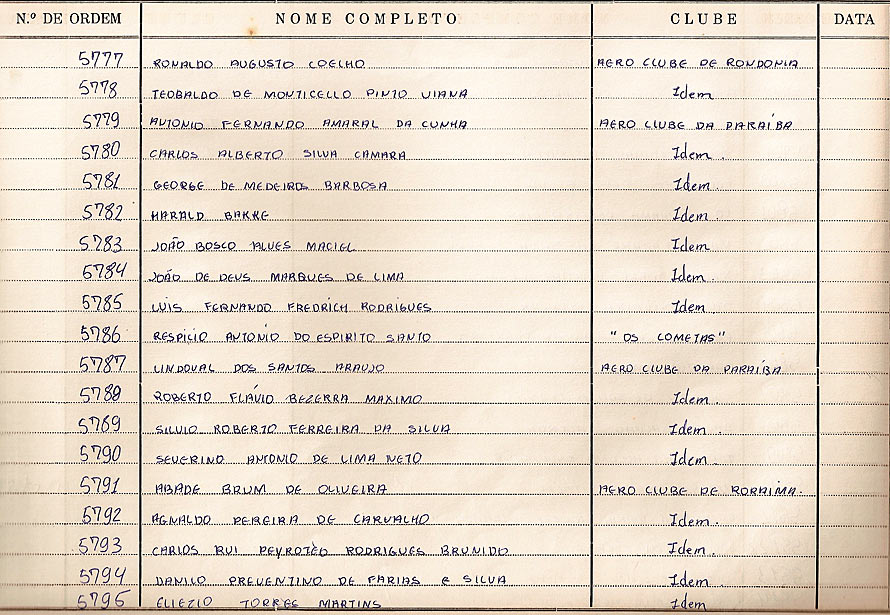 N.º DE ORDEM NOME COMPLETO CLUBE DATA
5777 RONALDO AUGUSTO COELHO AERO CLUBE DE RONDONIA
5778 TEOBALDO DE MONTICELLO PINTO VIANA Idem
5779 ANTONIO FERNANDO AMARAL DA CUNHA AERO CLUBE DA PARAÍBA
5780 CARLOS ALBERTO SILVA CAMARA Idem.
5781 GEORGE DE MEDEIROS BARBOSA Idem.
5782 HARALD BAKKE Idem.
5783 JOÃO BOSCO ALVES MACIEL Idem
5784 JOÃO DE DEUS MARQUES DE LIMA Idem.
5785 LUIS FERNANDO FREDRICH RODRIGUES Idem
5786 RESPICIO ANTONIO DO ESPIRITO SANTO "OS COMETAS"
5787 LINDOVAL DOS SANTOS ARAUJO AERO CLUBE DA PARAÍBA
5788 ROBERTO FLÁVIO BEZERRA MAXIMO Idem.
5789 SILVIO ROBERTO FERREIRA DA SILVA Idem.
5790 SEVERINO ANTONIO DE LIMA NETO Idem.
5791 ABADE BRUM DE OLIVEIRA AERO CLUBE DE RORAIMA.
5792 AGNALDO PEREIRA DE CARVALHO Idem.
5793 CARLOS RUI PEYROTEO RODRIGUES BRUNIDO Idem.
5794 DANILO PREVENTINO DE FARIAS e SILVA Idem.
5795 ELIEZIO TORRES MARTINS Idem